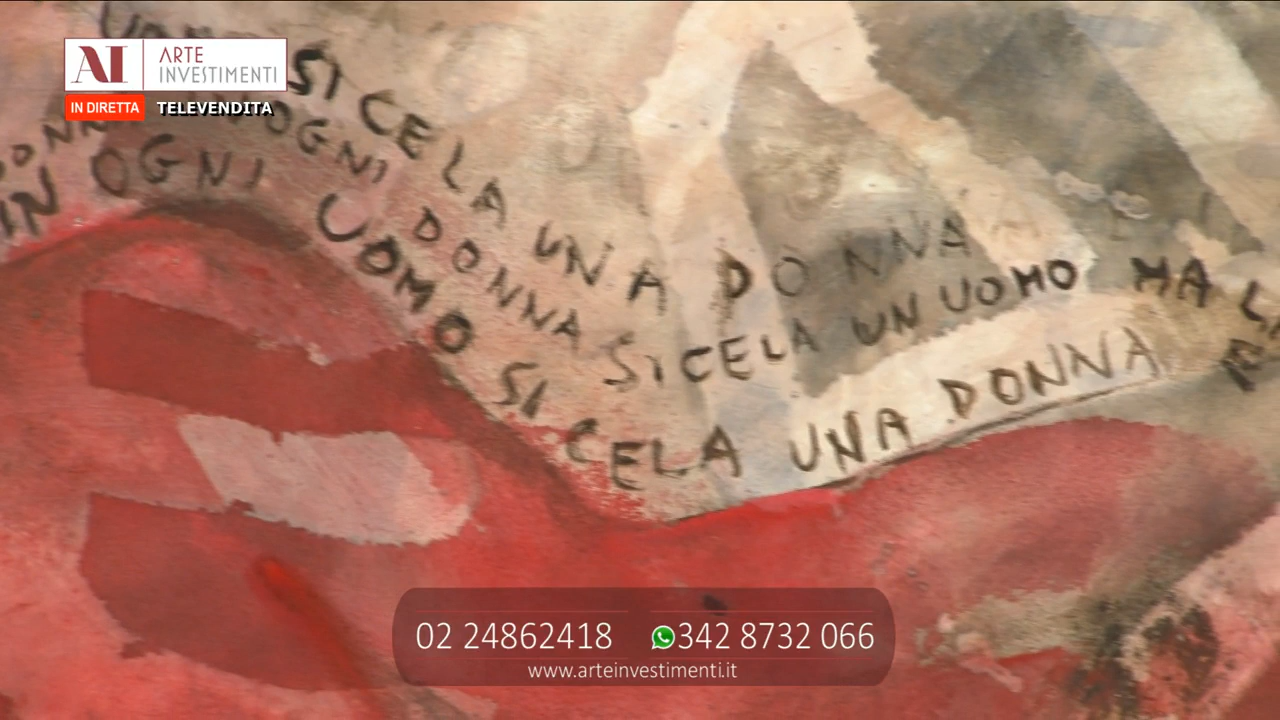 AI ARTE INVESTIMENTI
IN DIRETTA TELEVENDITA
UOMO SI CELA UNA DONNA
DONNA OGNI DONNA SI CELA UN UOMO MA
IN OGNI UOMO SI CELA UNA DONNA
02 24862418 342 8732 066
www.arteinvestimenti.it